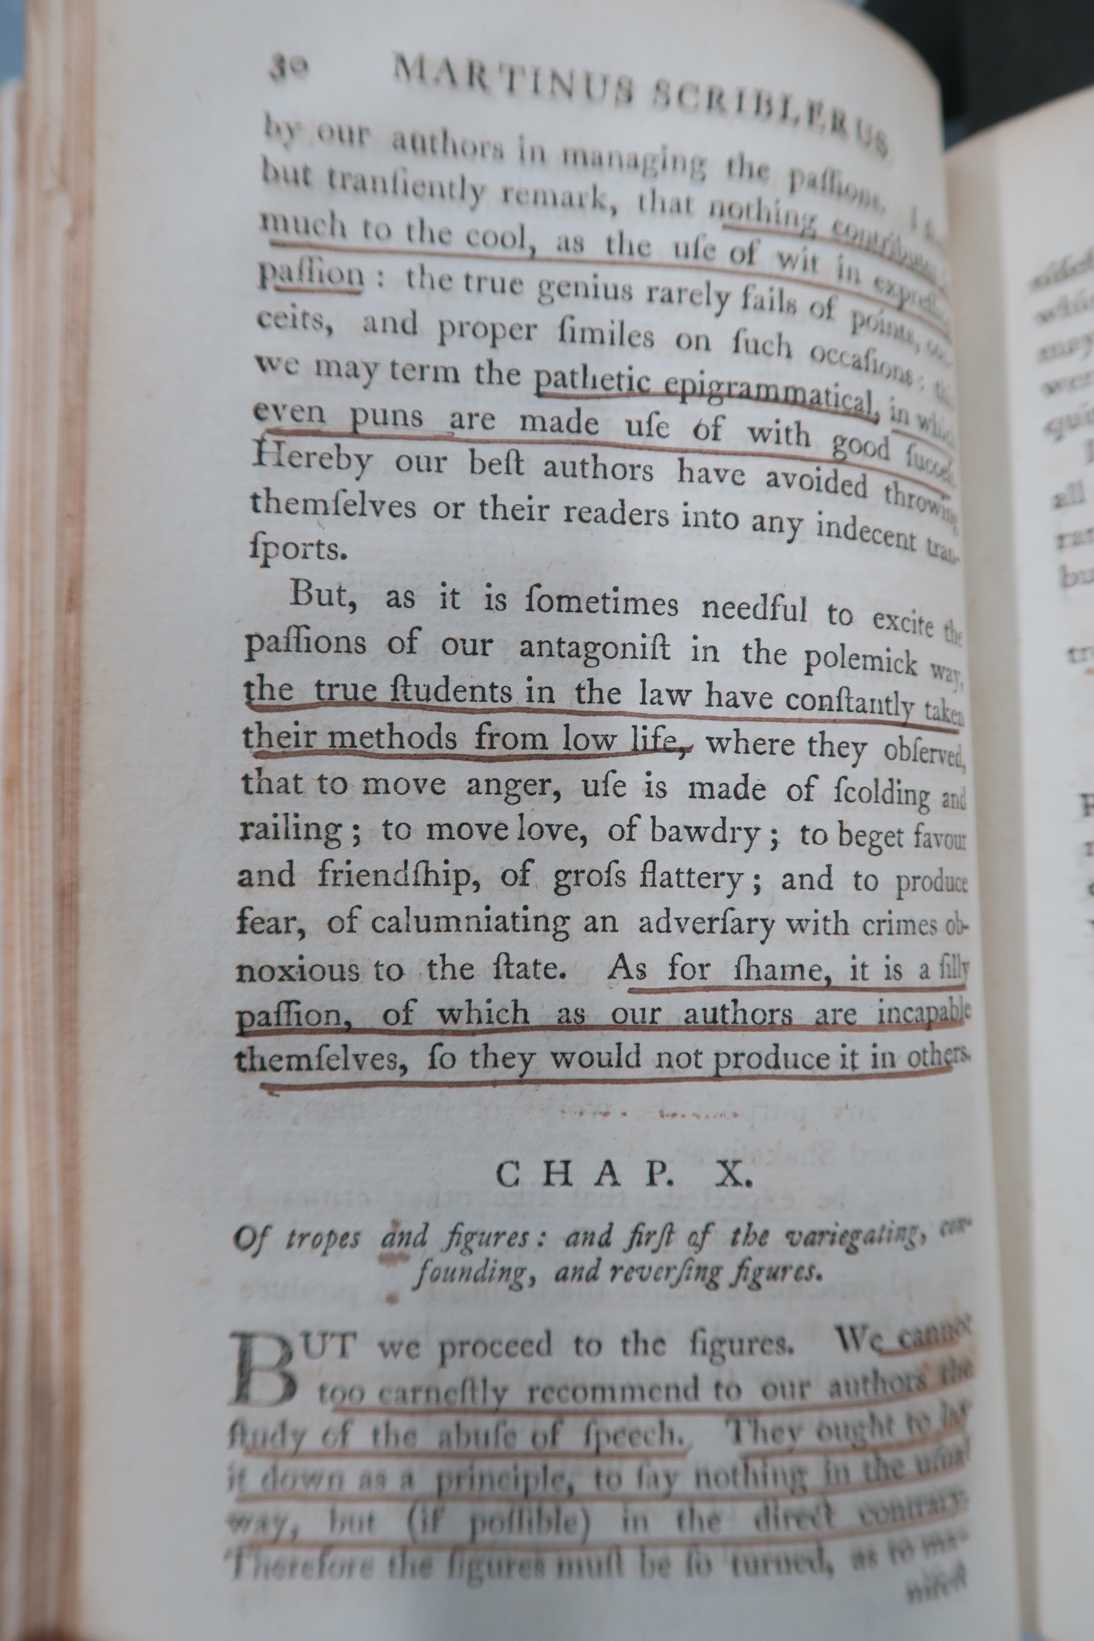 30 MARTINUS SCRIBLERUS
by our authors in managing the paſſions.
but tranſiently remark, that nothing contributes
much to the cool, as the uſe of wit in expreſſing
paſſion : the true genius rarely fails of points,
ceits, and proper ſimiles on ſuch occaſions :
we may term the pathetic epigrammatical, in which
even puns are made uſe of with good ſucceſs.
Hereby our beſt authors have avoided throwing
themſelves or their readers into any indecent tran-
ſports.
But, as it is ſometimes needful to excite the
paſſions of our antagoniſt in the polemick way,
the true ſtudents in the law have conſtantly taken
their methods from low life, where they obſerved,
that to move anger, uſe is made of ſcolding and
railing ; to move love, of bawdry ; to beget favour
and friendſhip, of groſs flattery ; and to produce
fear, of calumniating an adverſary with crimes ob-
noxious to the ſtate. As for ſhame, it is a ſilly
paſſion, of which as our authors are incapable
themſelves, ſo they would not produce it in others.
CHAP. X.
Of tropes and figures : and firſt of the variegating, con-
founding, and reverſing figures.
BUT we proceed to the figures. We cannot
too earneſtly recommend to our authors the
ſtudy of the abuſe of ſpeech. They ought to lay
it down as a principle, to ſay nothing in the uſual
way, but (if poſſible) in the direct contrary.
Therefore the figures muſt be ſo turned, as to ma-
nifeſt
all